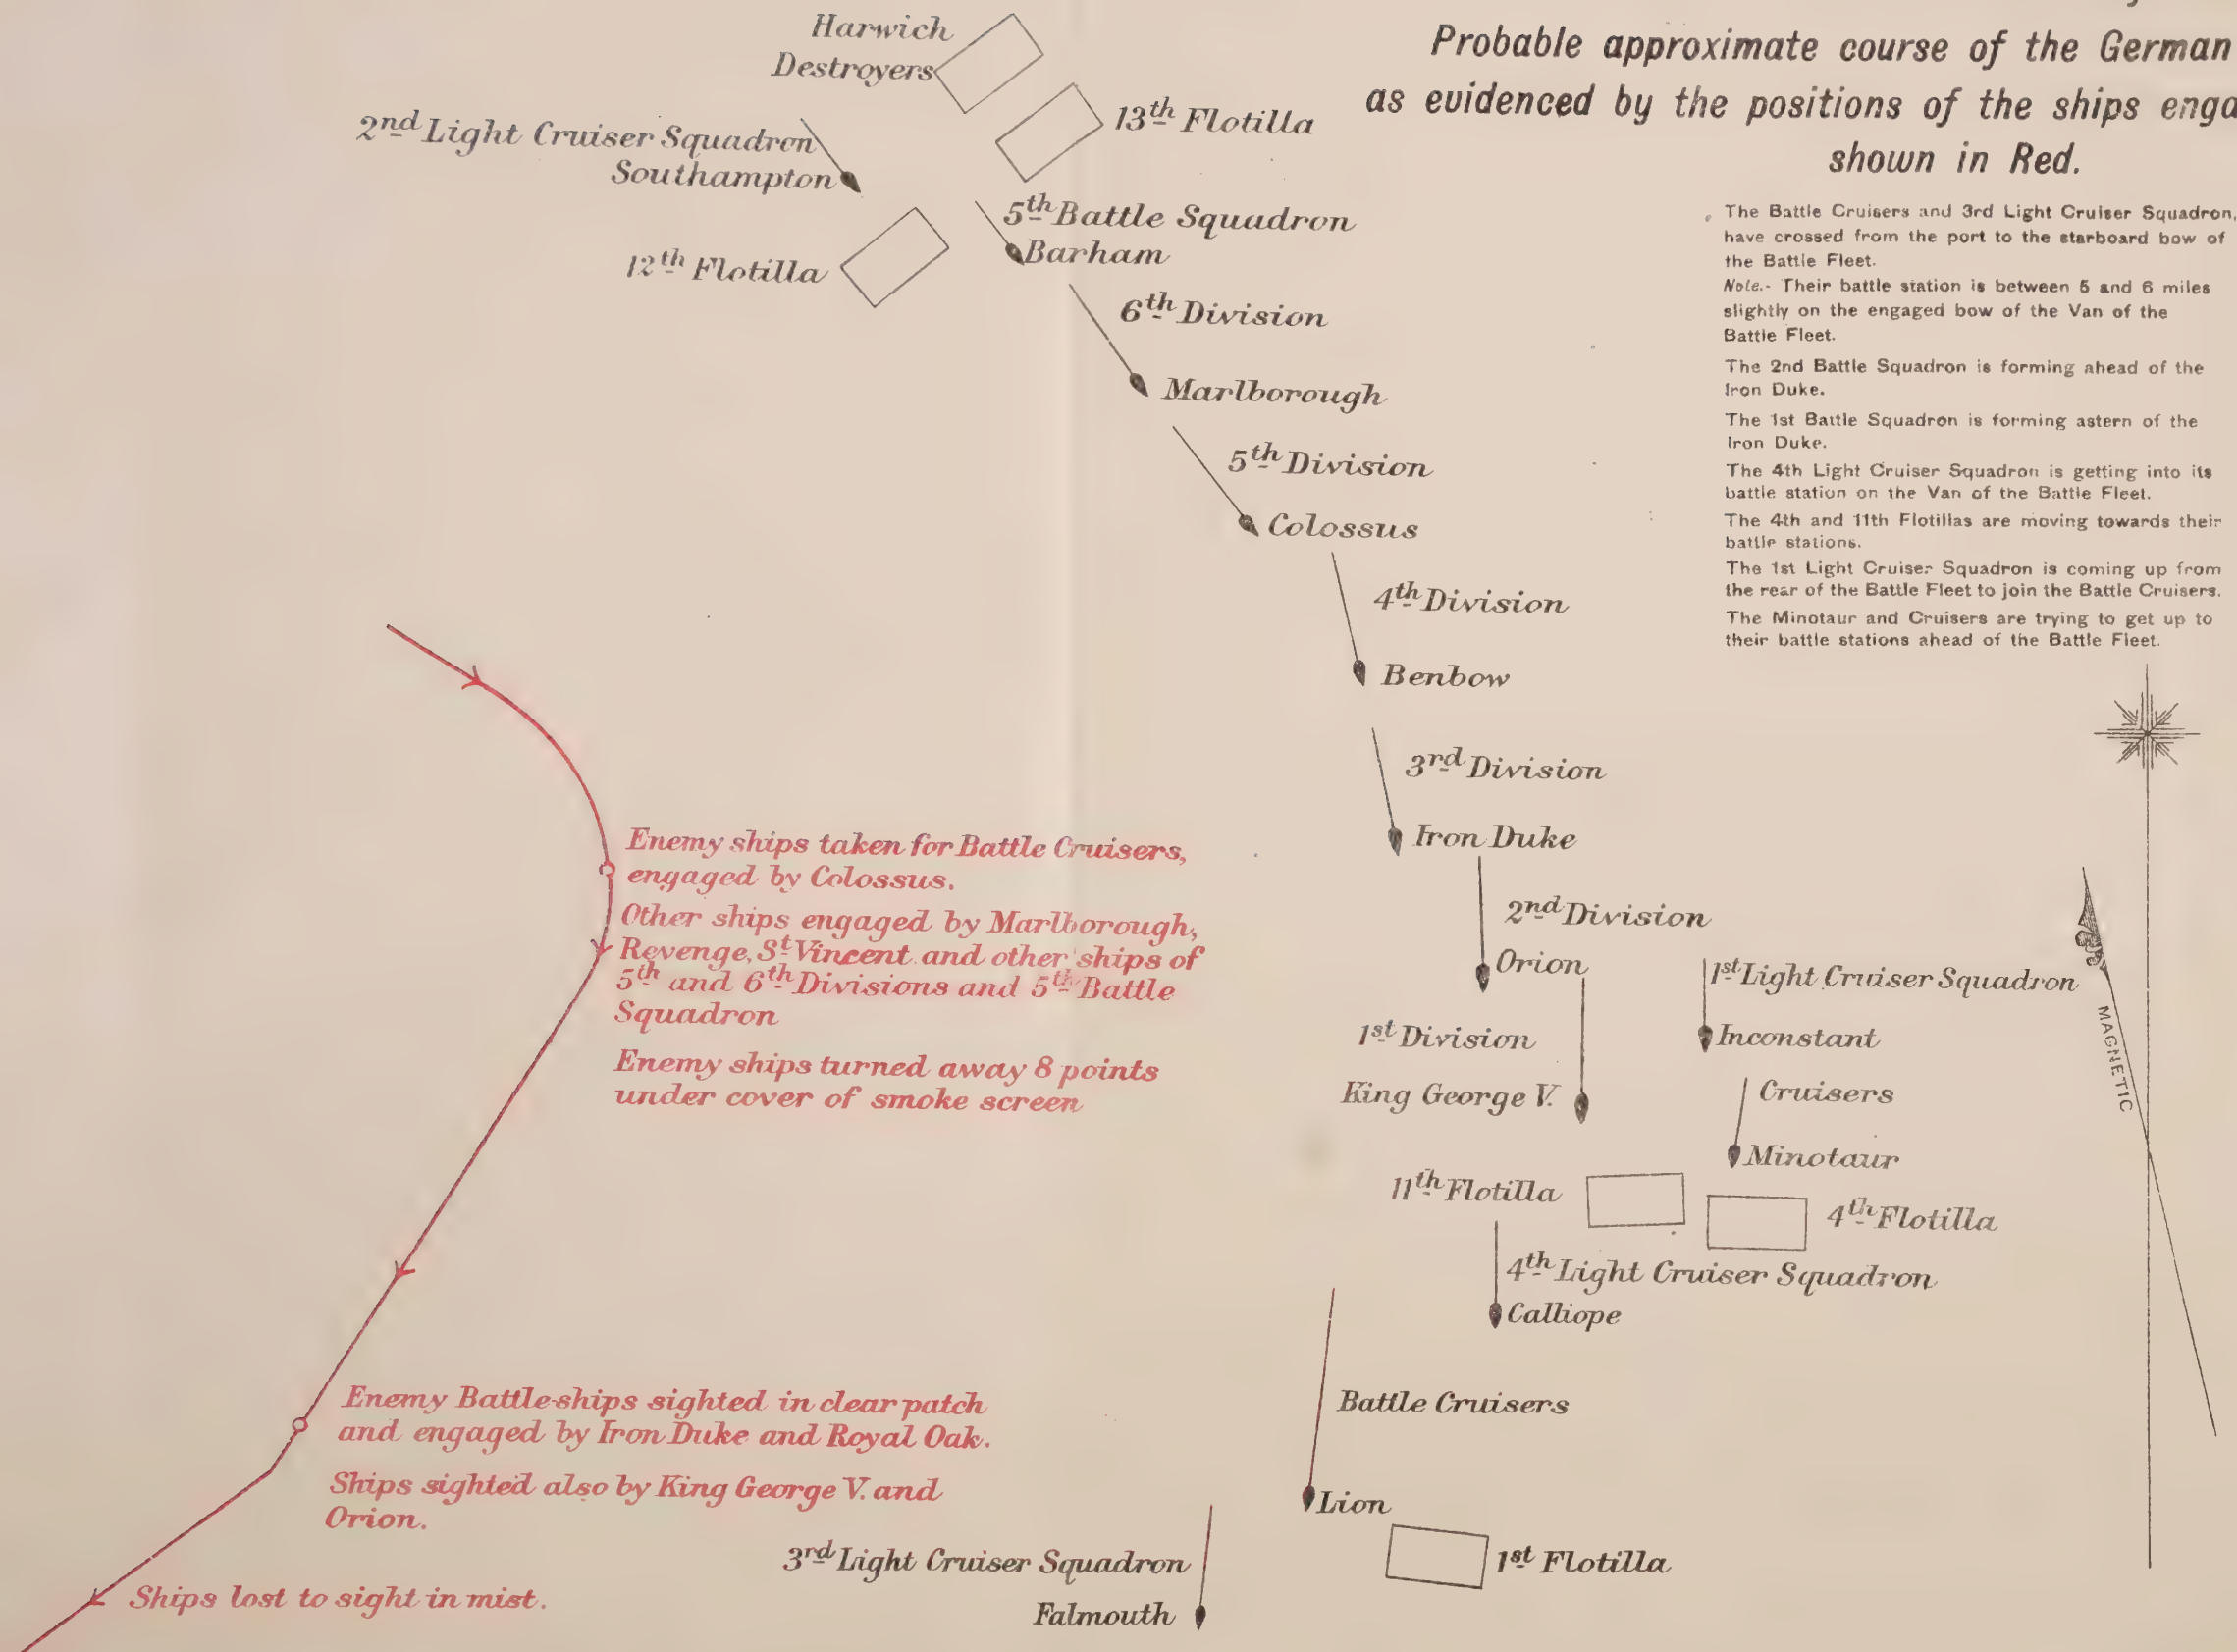 Probable approximate course of the German
as evidenced by the positions of the ships
shown in Red.
The Battle Cruisers and 3rd Light Cruiser Squadron,
have crossed from the port to the starboard bow of
the Battle Fleet.
Note.- Their battle station is between 5 and 6 miles
slightly on the engaged bow of the Van of the
Battle Fleet.
The 2nd Battle Squadron is forming ahead of the
Iron Duke.
The 1st Battle Squadron is forming astern of the
Iron Duke.
The 4th Light Cruiser Squadron is getting into its
battle station on the Van of the Battle Fleet.
The 4th and 11th Flotillas are moving towards their
battle stations.
The 1st Light Cruiser Squadron is coming up from
the rear of the Battle Fleet to join the Battle Cruisers.
The Minotaur and Cruisers are trying to get up to
their battle stations ahead of the Battle Fleet.
Harwich
Destroyers
13th Flotilla
2nd Light Cruiser Squadron
Southampton
5th Battle Squadron
Barham
12th Flotilla
6th Division
Marlborough
5th Division
Colossus
4th Division
Benbow
3rd Division
Iron Duke
2nd Division
Orion
1st Light Cruiser Squadron
Inconstant
1st Division
King George V.
Cruisers
Minotaur
11th Flotilla
4th Flotilla
4th Light Cruiser Squadron
Calliope
Battle Cruisers
Lion
1st Flotilla
3rd Light Cruiser Squadron
Falmouth
MAGNETIC
Enemy ships taken for Battle Cruisers,
engaged by Colossus.
Other ships engaged by Marlborough,
Revenge, St Vincent and other ships of
5th and 6th Divisions and 5th Battle
Squadron
Enemy ships turned away 8 points
under cover of smoke screen
Enemy Battle-ships sighted in clear patch
and engaged by Iron Duke and Royal Oak.
Ships sighted also by King George V. and
Orion.
Ships lost to sight in mist.